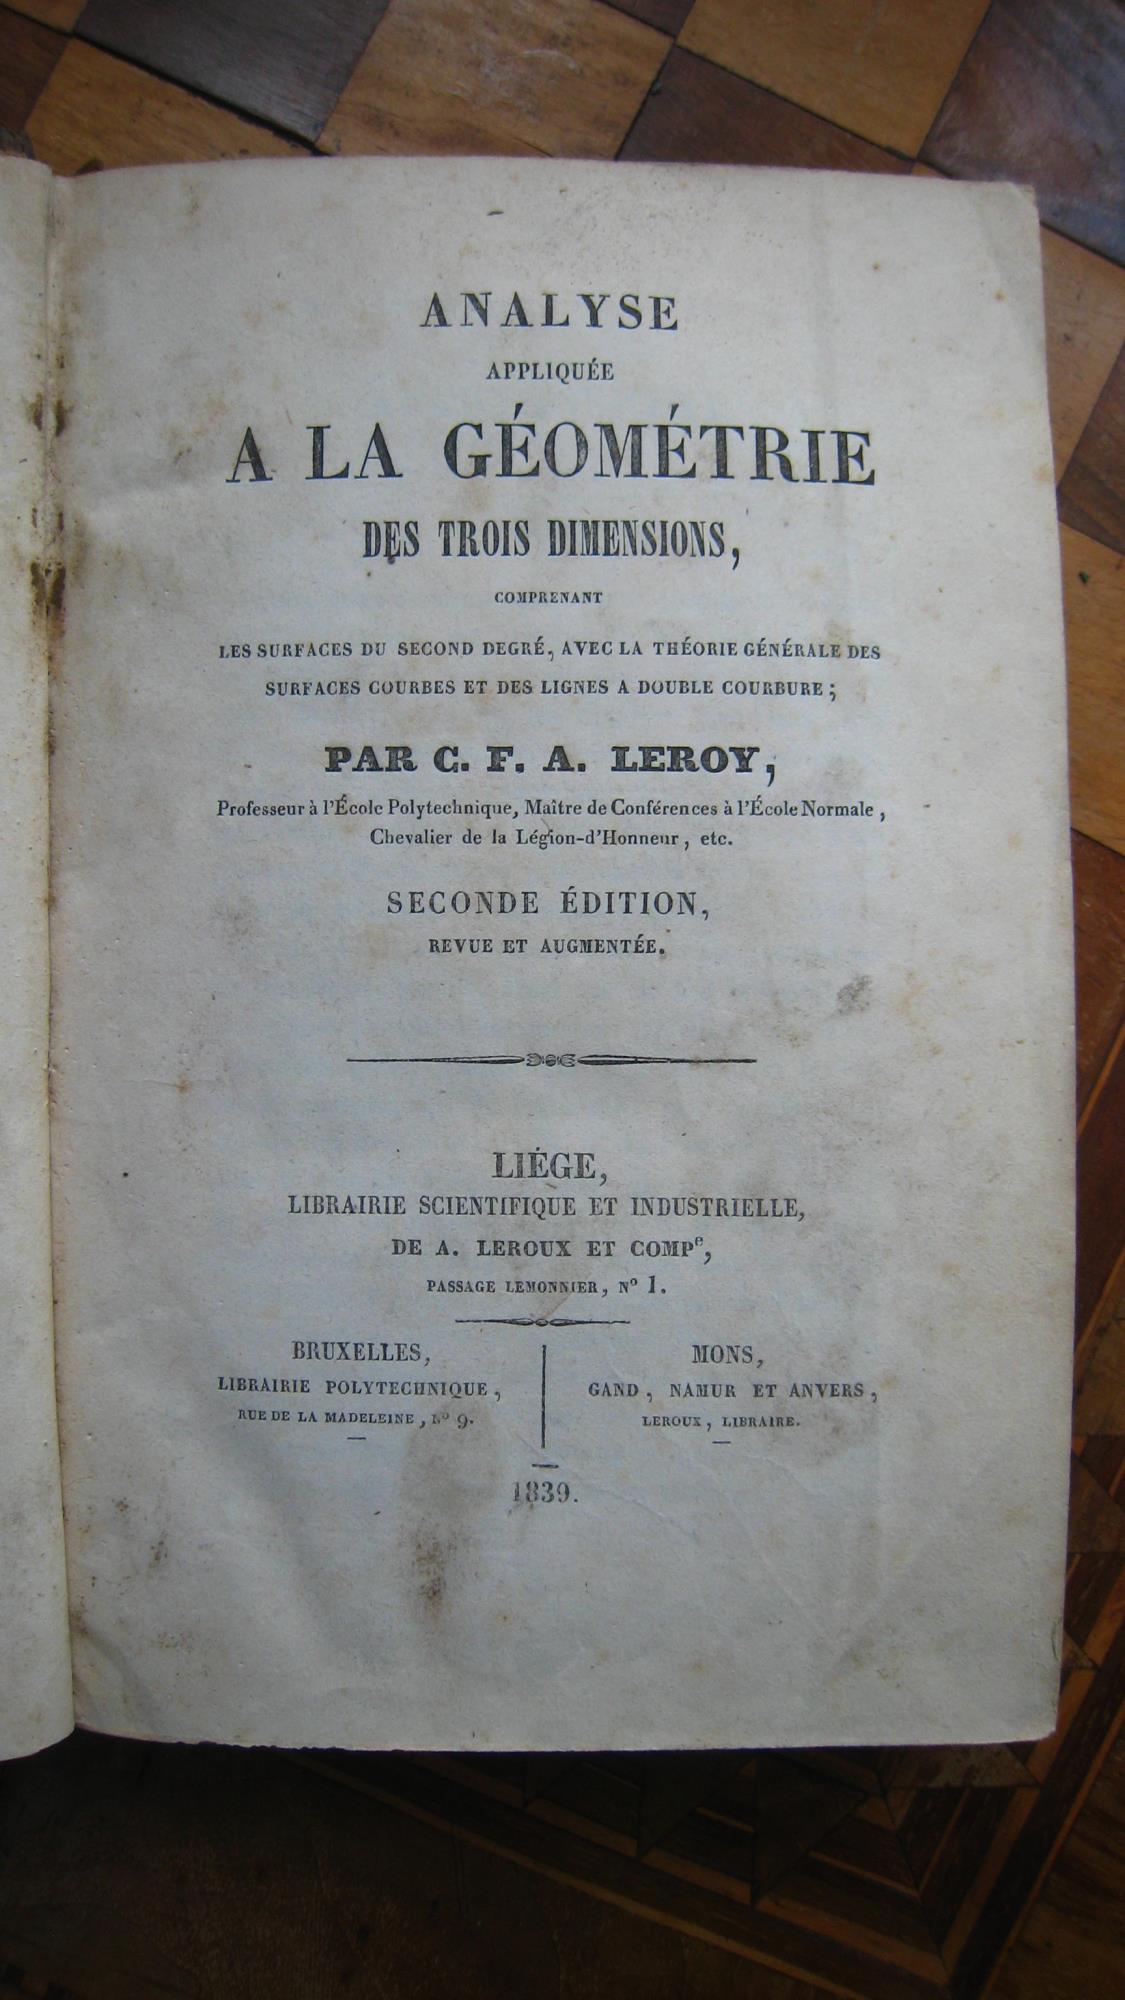 ANALYSE
APPLIQUÉE
A LA GÉOMÉTRIE
DES TROIS DIMENSIONS,
COMPRENANT
LES SURFACES DU SECOND DEGRÉ, AVEC LA THÉORIE GÉNÉRALE DES
SURFACES COURBES ET DES LIGNES A DOUBLE COURBURE ;
PAR C. F. A. LEROY,
Professeur à l'École Polytechnique, Maître de Conférences à l'École Normale ,
Chevalier de la Légion-d'Honneur , etc.
SECONDE ÉDITION,
REVUE ET AUGMENTÉE.
LIÉGE,
LIBRAIRIE SCIENTIFIQUE ET INDUSTRIELLE,
DE A. LEROUX ET COMPᵉ,
PASSAGE LEMONNIER, Nº 1.
BRUXELLES,
LIBRAIRIE POLYTECHNIQUE ,
RUE DE LA MADELEINE , Nº 9.
MONS,
GAND , NAMUR ET ANVERS ,
LEROUX , LIBRAIRE.
1839.